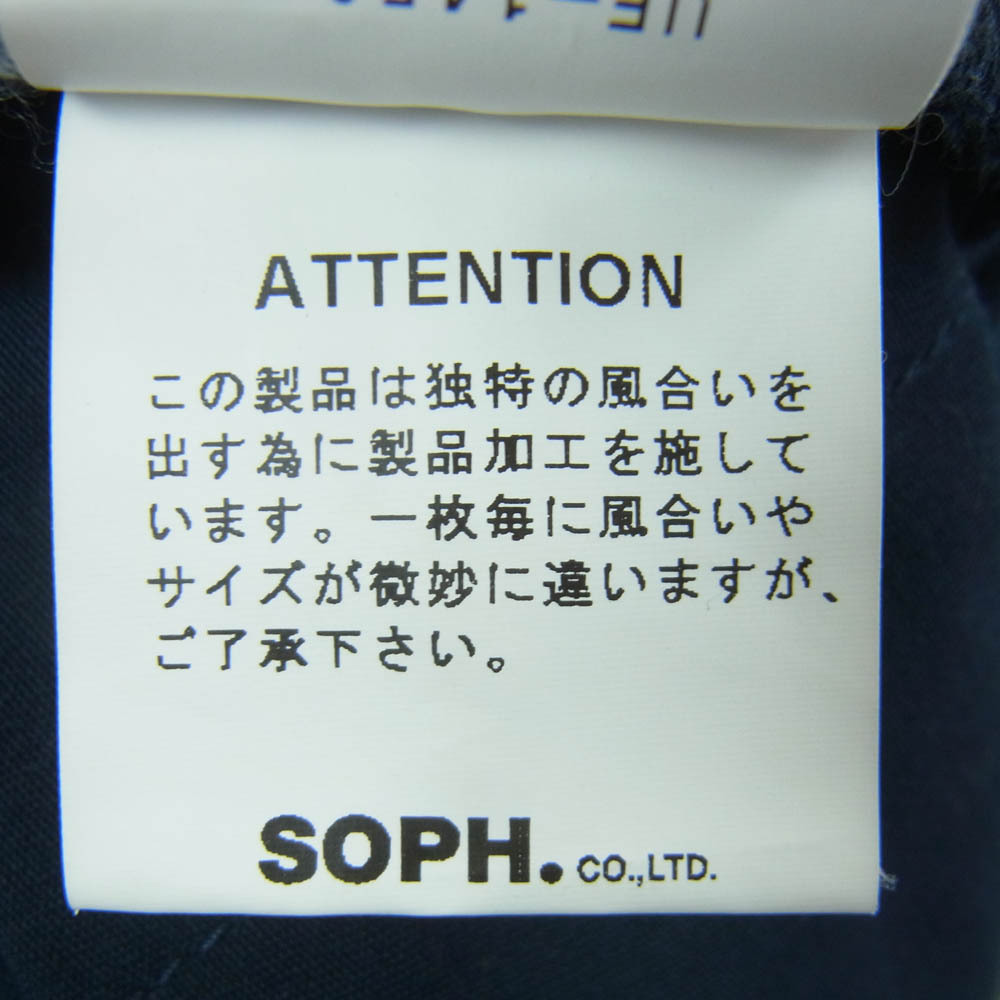 ATTENTION
この製品は独特の風合いを
出す為に製品加工を施して
います。一枚毎に風合いや
サイズが微妙に違いますが、
ご了承下さい。
SOPH. CO.,LTD.